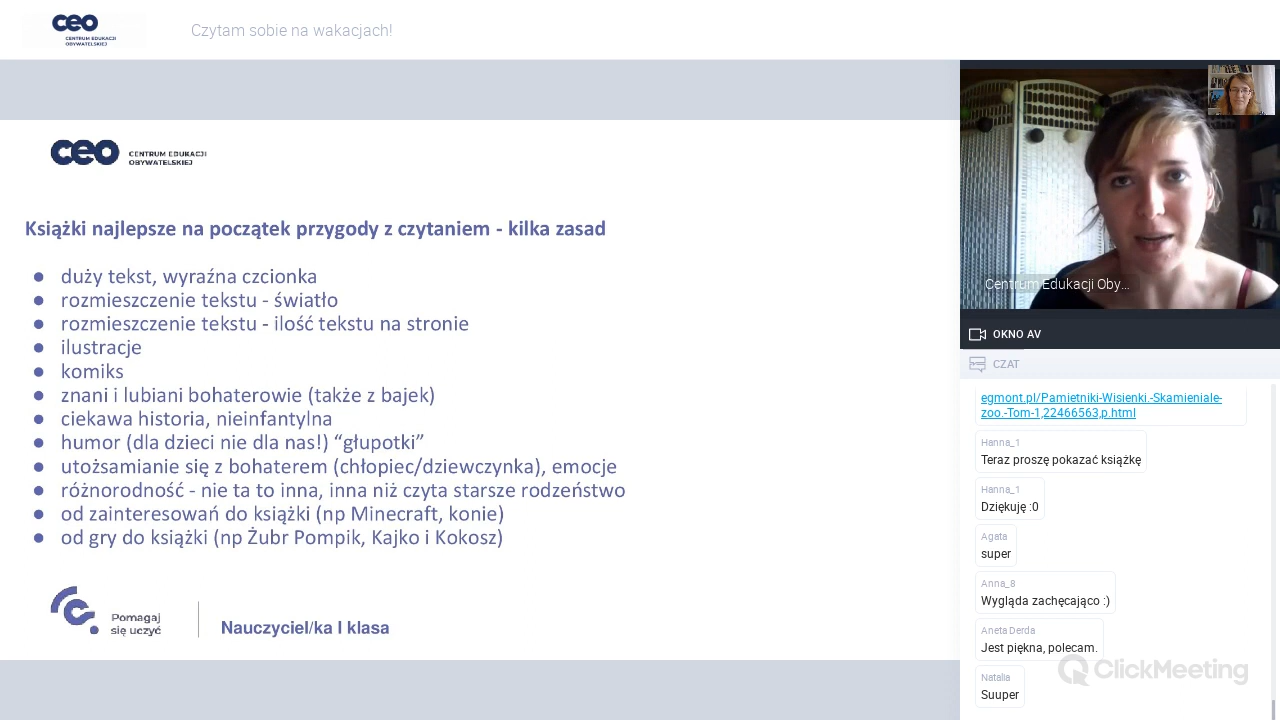 ceo
CENTRUM EDUKACJI
OBYWATELSKIEJ
Czytam sobie na wakacjach!
ceo
CENTRUM EDUKACJI
OBYWATELSKIEJ
Książki najlepsze na początek przygody z czytaniem - kilka zasad
● duży tekst, wyraźna czcionka
● rozmieszczenie tekstu - światło
● rozmieszczenie tekstu - ilość tekstu na stronie
● ilustracje
● komiks
● znani i lubiani bohaterowie (także z bajek)
● ciekawa historia, nieinfantylna
● humor (dla dzieci nie dla nas!) “głupotki”
● utożsamianie się z bohaterem (chłopiec/dziewczynka), emocje
● różnorodność - nie ta to inna, inna niż czyta starsze rodzeństwo
● od zainteresowań do książki (np Minecraft, konie)
● od gry do książki (np Żubr Pompik, Kajko i Kokosz)
Pomagaj
się uczyć
Nauczyciel/ka I klasa
Centrum Edukacji Oby...
OKNO AV
CZAT
egmont.pl/Pamietniki-Wisienki.-Skamieniale-
zoo.-Tom-1,22466563,p.html
Hanna_1
Teraz proszę pokazać książkę
Hanna_1
Dziękuję :0
Agata
super
Anna_8
Wygląda zachęcająco :)
Aneta Derda
Jest piękna, polecam.
Natalia
Suuper
ClickMeeting